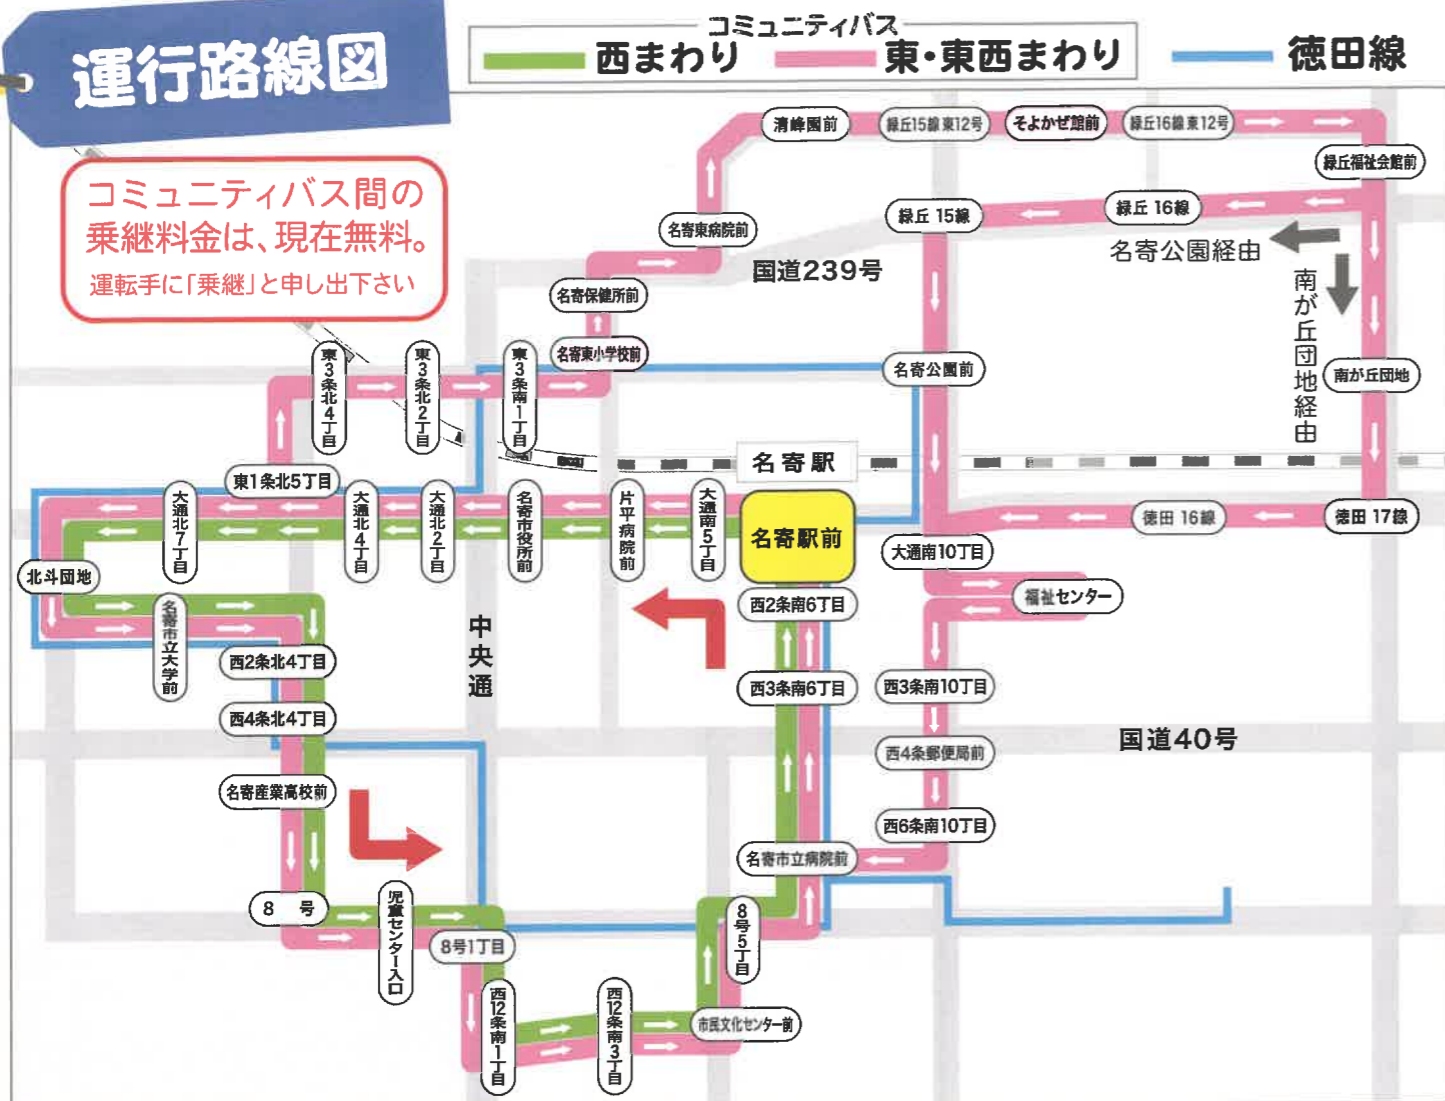 運行路線図
コミュニティバス
西まわり
東・東西まわり
徳田線
コミュニティバス間の
乗継料金は、現在無料。
運転手に「乗継」と申し出下さい
清峰園前
緑丘15線東12号
そよかぜ館前
緑丘16線東12号
緑丘福祉会館前
名寄東病院前
緑丘 15線
緑丘 16線
名寄公園経由
国道239号
南が丘団地経由
名寄保健所前
名寄東小学校前
名寄公園前
南が丘団地
東3条北4丁目
東3条北2丁目
東3条南1丁目
名寄駅
東1条北5丁目
大通北7丁目
大通北4丁目
大通北2丁目
名寄市役所前
片平病院前
大通南5丁目
名寄駅前
徳田 16線
徳田 17線
大通南10丁目
北斗団地
福祉センター
名寄市立大学前
西2条南6丁目
中央通
西2条北4丁目
西3条南6丁目
西3条南10丁目
西4条北4丁目
国道40号
西4条郵便局前
名寄産業高校前
西6条南10丁目
名寄市立病院前
8 号
児童センター入口
8号1丁目
8号5丁目
西12条南1丁目
西12条南3丁目
市民文化センター前